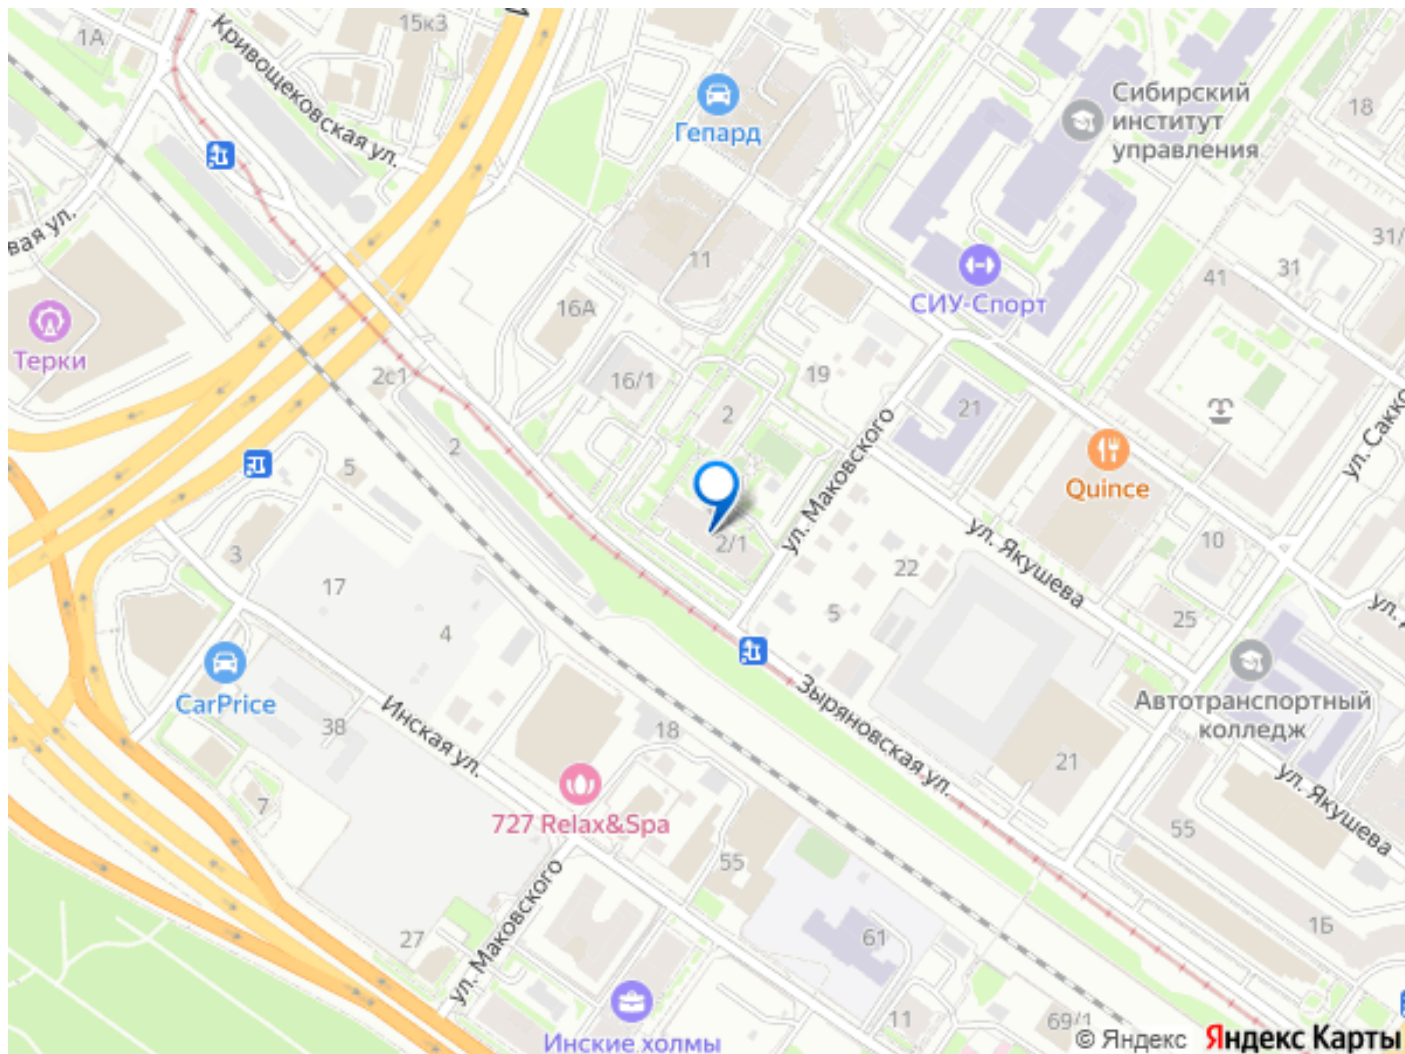 1А
15к3
Кривощековская ул.
Гепард
Сибирский
институт
управления
18
вая ул.
11
31/
31
41
СИУ-Спорт
16А
Терки
2с1
16/1
19
2
21
ул. Сакко
2
5
Quince
ул. Маковского
ул. Якушева
10
3
2/1
17
22
5
25
ул.
4
CarPrice
Автотранспортный
колледж
Зыряновская ул.
38
Инская ул.
18
21
ул. Якушева
7
727 Relax&Spa
55
55
ул. Маковского
27
61
1Б
Инские холмы
11
69/1
© Яндекс Яндекс Карты